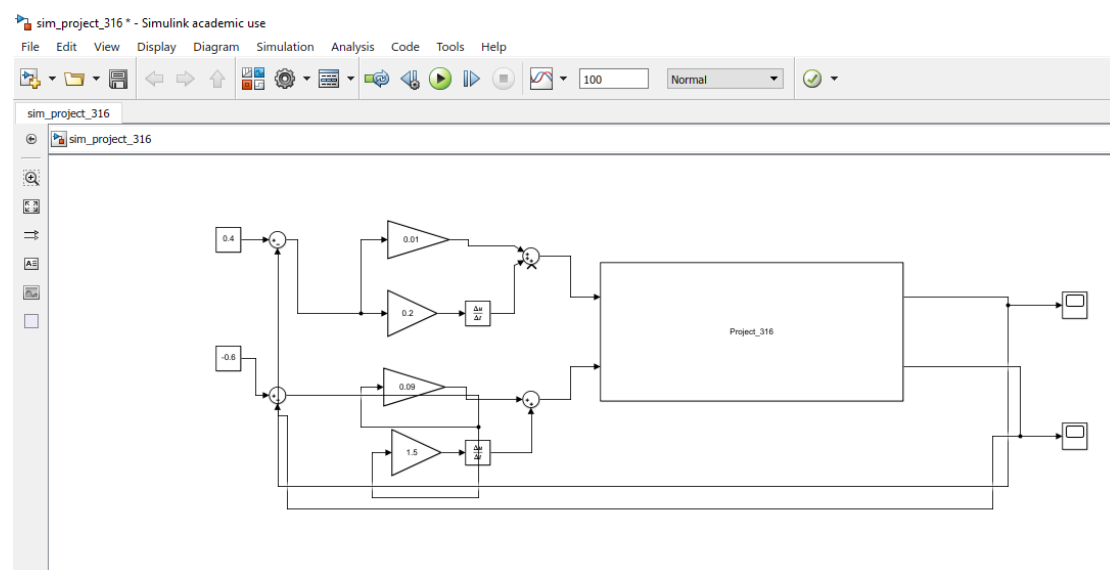 sim_project_316 * - Simulink academic use
File Edit View Display Diagram Simulation Analysis Code Tools Help
100 Normal
sim_project_316
sim_project_316
0.4
0.01
0.2
Δu
Δt
Project_316
-0.6
0.09
1.5
Δu
Δt